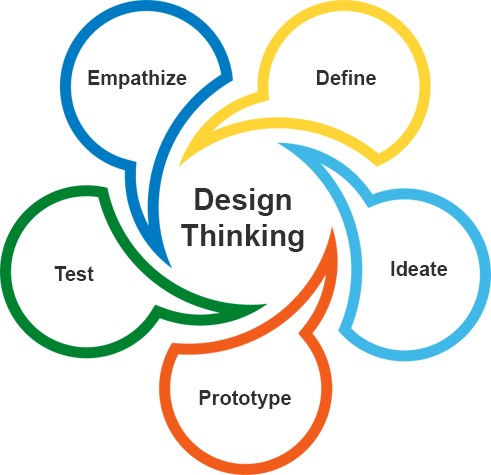 Empathize
Define
Design
Thinking
Test
Ideate
Prototype